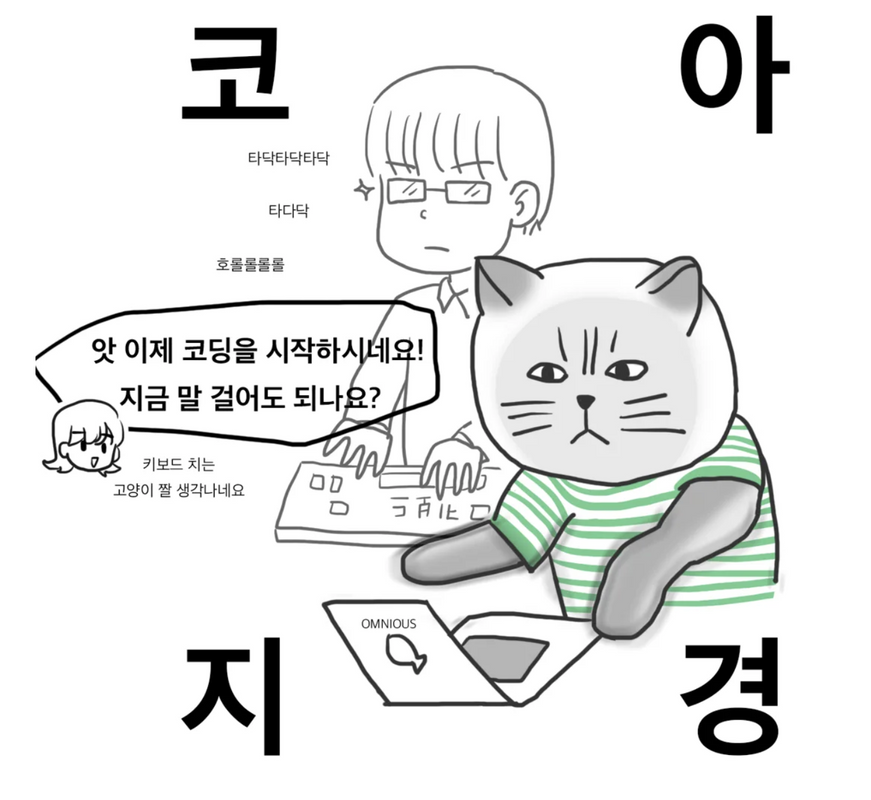 코 아
타닥타닥타닥
타다닥
호롤롤롤롤
앗 이제 코딩을 시작하시네요!
지금 말 걸어도 되나요?
키보드 치는
고양이 짤 생각나네요
OMNIOUS
지 경